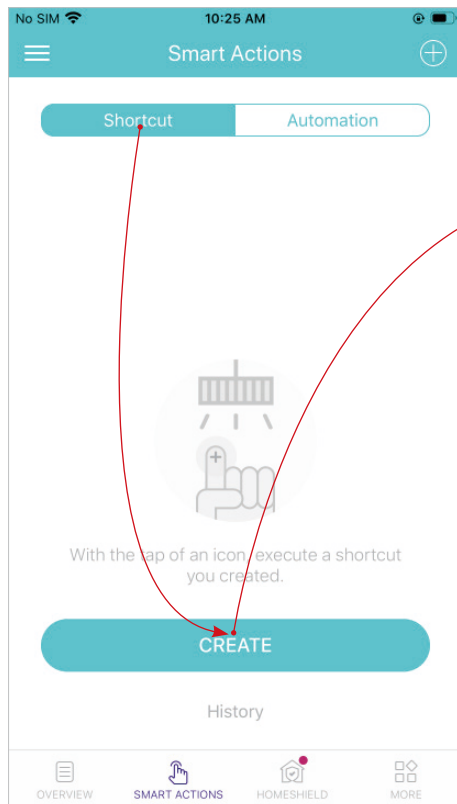 No SIM 10:25 AM
Smart Actions
Shortcut Automation
With the tap of an icon, execute a shortcut
you created.
CREATE
History
OVERVIEW SMART ACTIONS HOMESHIELD MORE